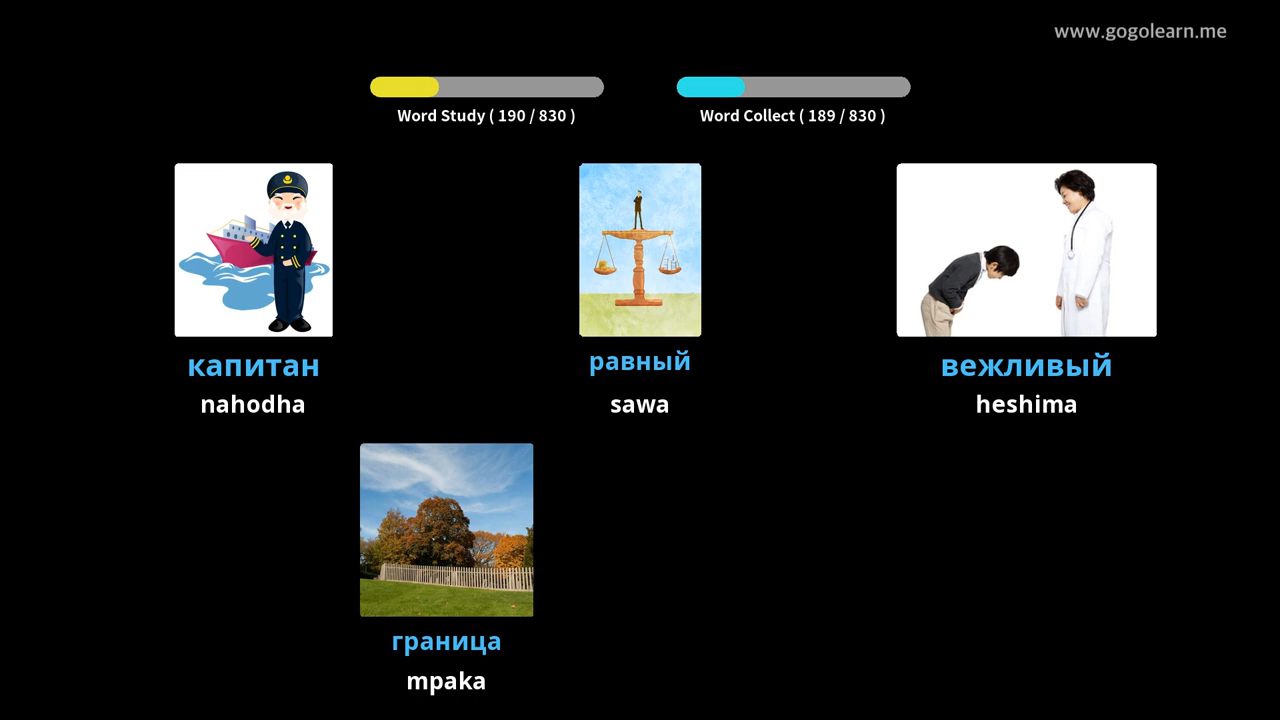 www.gogolearn.me
Word Study ( 190 / 830 )
Word Collect ( 189 / 830 )
капитан
nahodha
равный
sawa
вежливый
heshima
граница
mpaka